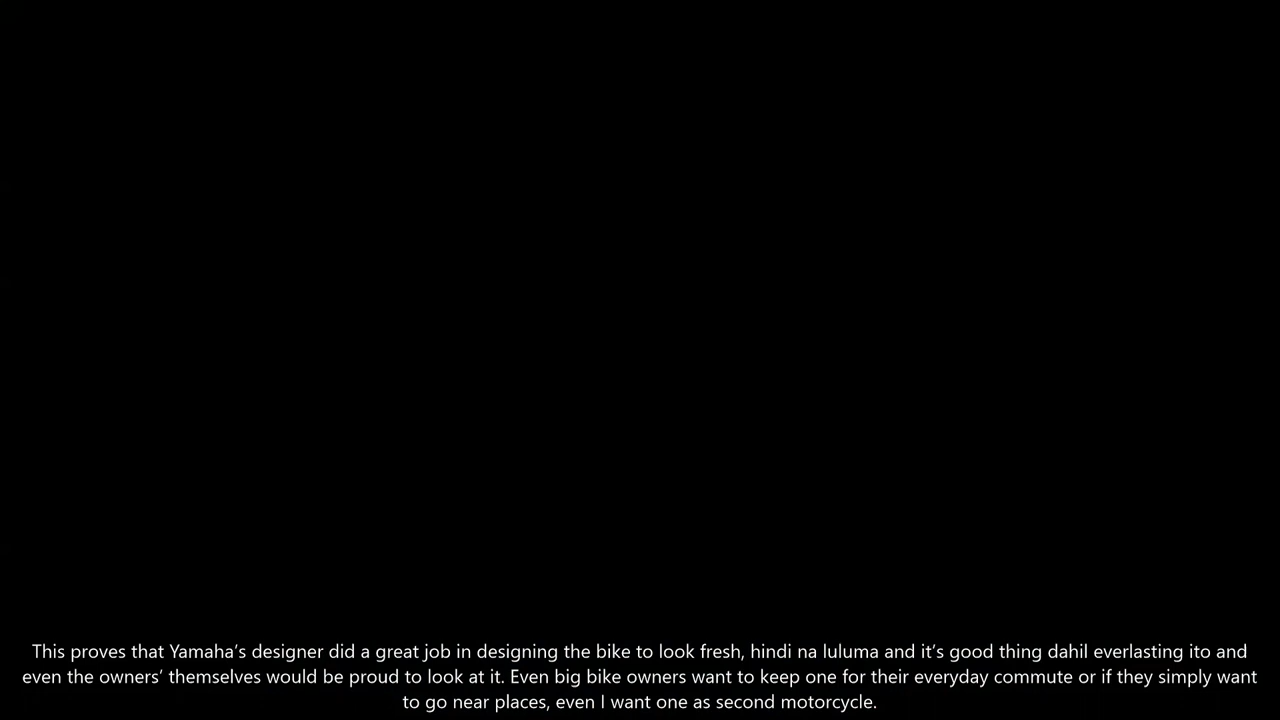 This proves that Yamaha’s designer did a great job in designing the bike to look fresh, hindi na luluma and it’s good thing dahil everlasting ito and
even the owners’ themselves would be proud to look at it. Even big bike owners want to keep one for their everyday commute or if they simply want
to go near places, even I want one as second motorcycle.